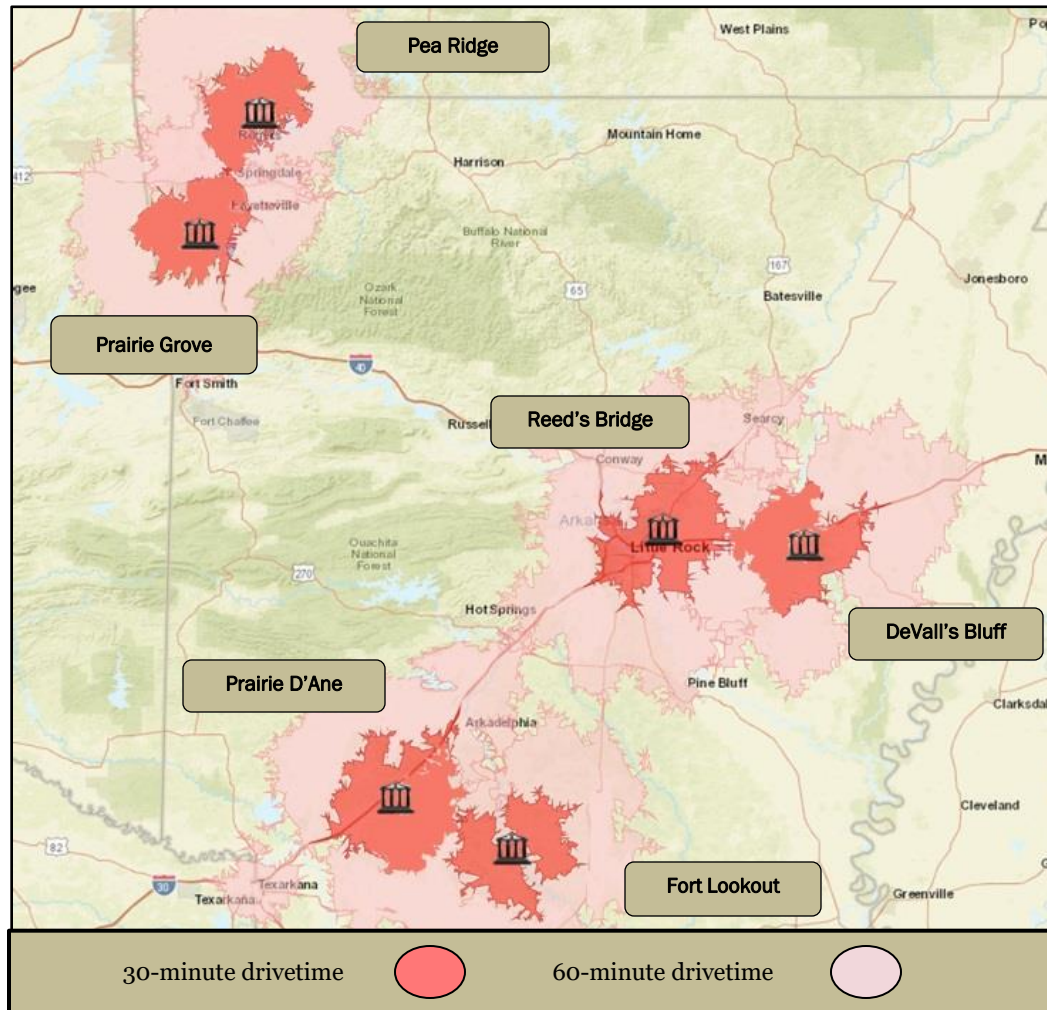 West Plains
Pea Ridge
Mountain Home
Harrison
412
Springdale
Fayetteville
Buffalo National
River
167
Jonesboro
Ozark
National
Forest
65
Batesville
Prairie Grove
40
Fort Smith
Fort Chaffee
Reed's Bridge
Searcy
Russell
Conway
Little Rock
Ouachita
National
Forest
270
Hot Springs
DeVall's Bluff
Prairie D'Ane
Pine Bluff
Clarksdal
Arkadelphia
Cleveland
82
30
Texarkana
Texarkana
Fort Lookout
Greenville
30-minute drivetime
60-minute drivetime